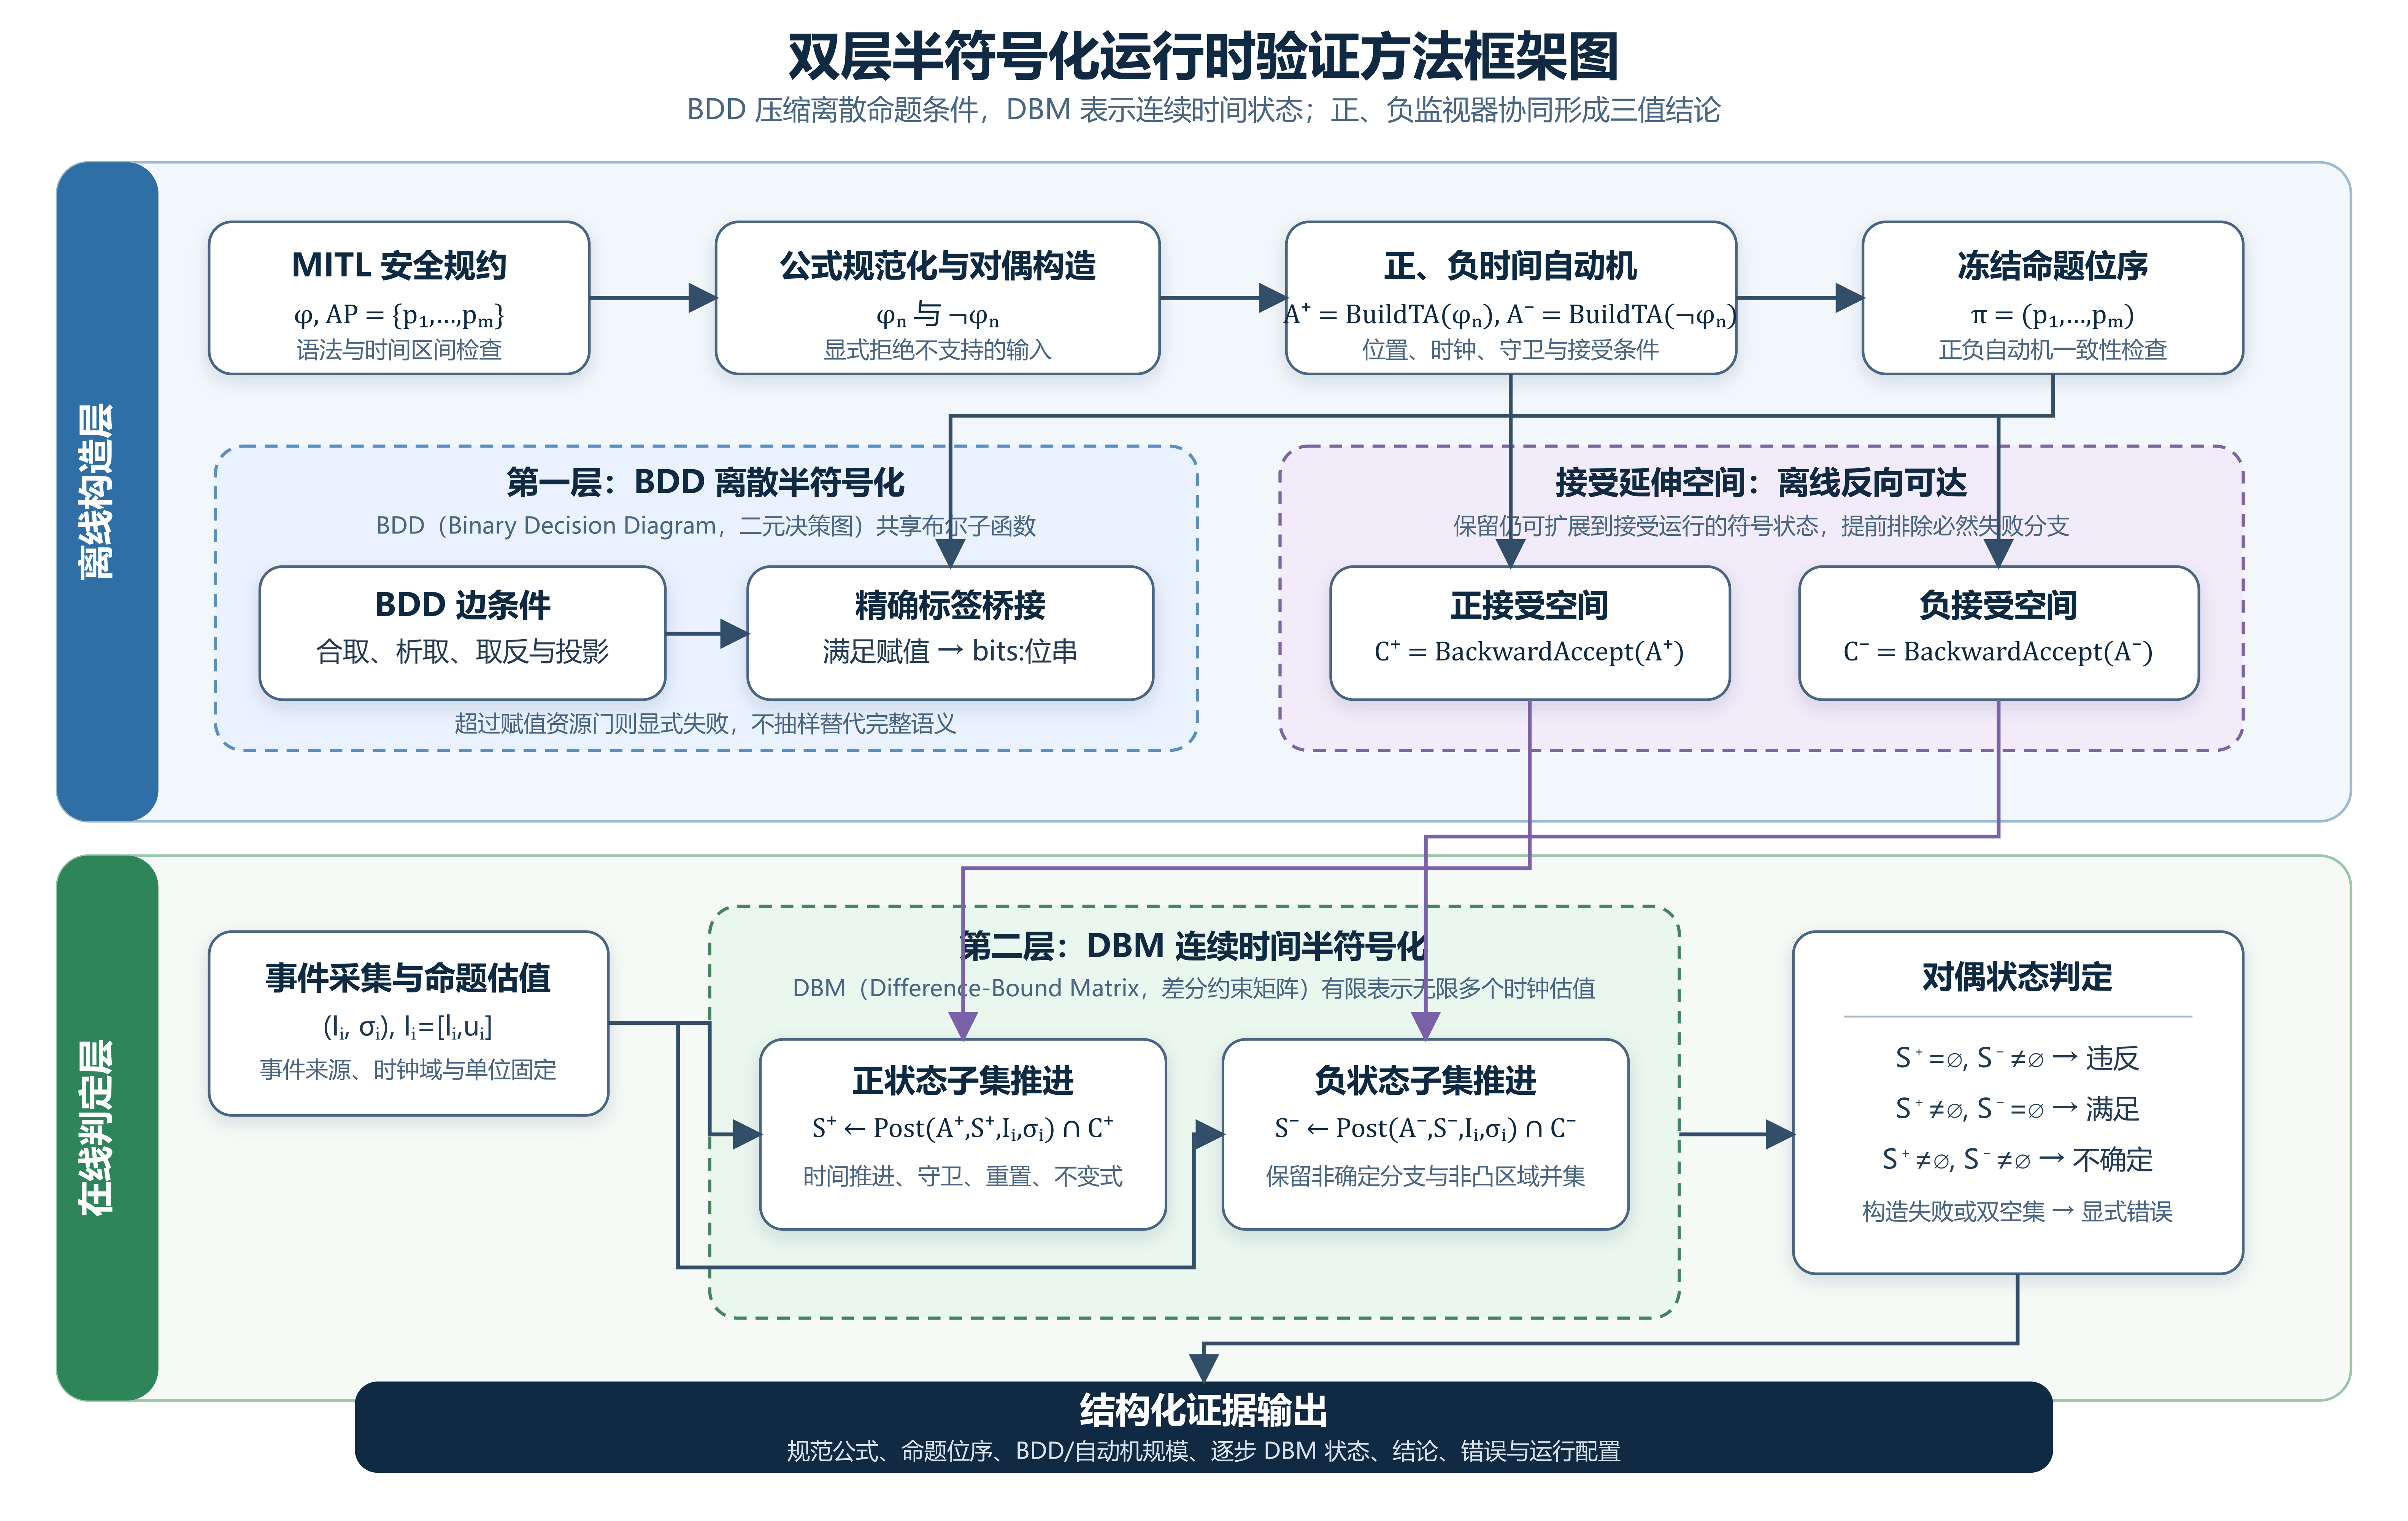 双层半符号化运行时验证方法框架图
BDD 压缩离散命题条件，DBM 表示连续时间状态；正、负监视器协同形成三值结论
离线构造层
MITL 安全规约
φ, AP = {p₁,…,pₘ}
语法与时间区间检查
公式规范化与对偶构造
φₙ 与 ¬φₙ
显式拒绝不支持的输入
正、负时间自动机
A⁺ = BuildTA(φₙ), A⁻ = BuildTA(¬φₙ)
位置、时钟、守卫与接受条件
冻结命题位序
π = (p₁,…,pₘ)
正负自动机一致性检查
第一层：BDD 离散半符号化
BDD（Binary Decision Diagram，二元决策图）共享布尔子函数
BDD 边条件
合取、析取、取反与投影
精确标签桥接
满足赋值 → bits:位串
超过赋值资源门则显式失败，不抽样替代完整语义
接受延伸空间：离线反向可达
保留仍可扩展到接受运行的符号状态，提前排除必然失败分支
正接受空间
C⁺ = BackwardAccept(A⁺)
负接受空间
C⁻ = BackwardAccept(A⁻)
在线判定层
事件采集与命题估值
(Iᵢ, σᵢ), Iᵢ=[lᵢ,uᵢ]
事件来源、时钟域与单位固定
第二层：DBM 连续时间半符号化
DBM（Difference-Bound Matrix，差分约束矩阵）有限表示无限多个时钟估值
正状态子集推进
S⁺ ← Post(A⁺,S⁺,Iᵢ,σᵢ) ∩ C⁺
时间推进、守卫、重置、不变式
负状态子集推进
S⁻ ← Post(A⁻,S⁻,Iᵢ,σᵢ) ∩ C⁻
保留非确定分支与非凸区域并集
对偶状态判定
S⁺=∅, S⁻≠∅ → 违反
S⁺≠∅, S⁻=∅ → 满足
S⁺≠∅, S⁻≠∅ → 不确定
构造失败或双空集 → 显式错误
结构化证据输出
规范公式、命题位序、BDD/自动机规模、逐步 DBM 状态、结论、错误与运行配置